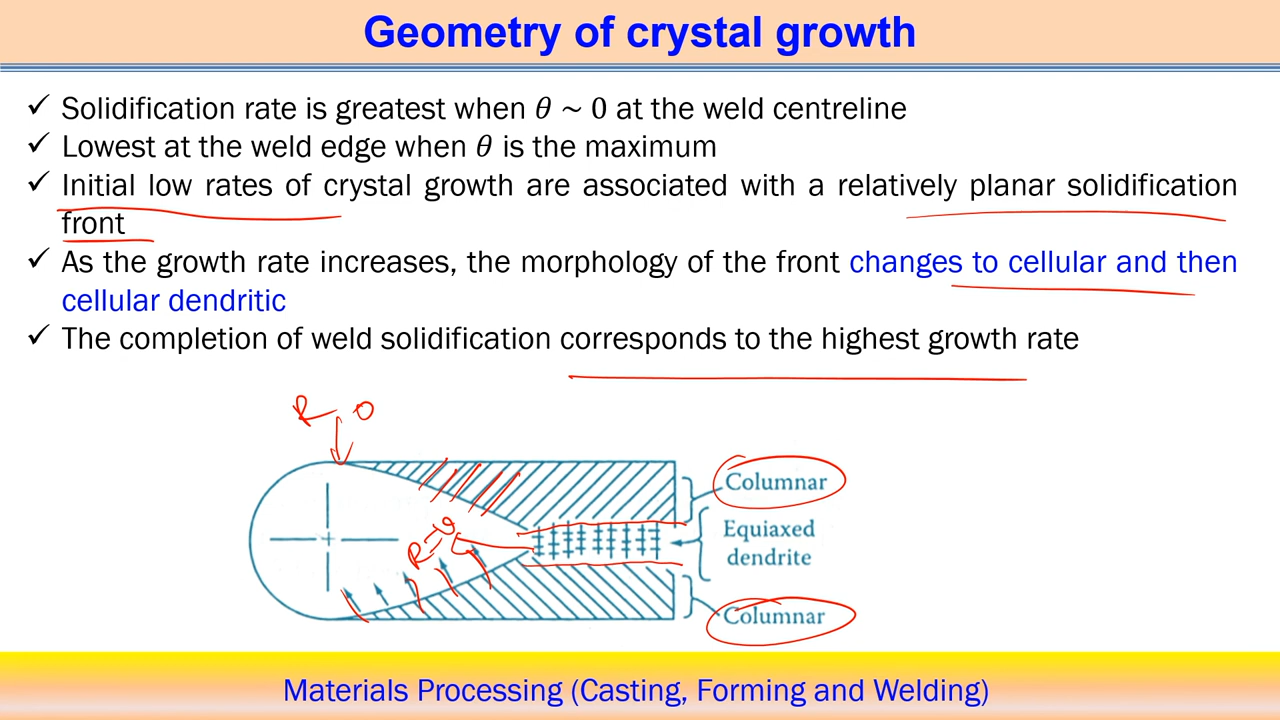 Geometry of crystal growth
✓ Solidification rate is greatest when θ ~ 0 at the weld centreline
✓ Lowest at the weld edge when θ is the maximum
✓ Initial low rates of crystal growth are associated with a relatively planar solidification
front
✓ As the growth rate increases, the morphology of the front changes to cellular and then
cellular dendritic
✓ The completion of weld solidification corresponds to the highest growth rate
R → 0
Columnar
Equiaxed
dendrite
R = v
Columnar
Materials Processing (Casting, Forming and Welding)